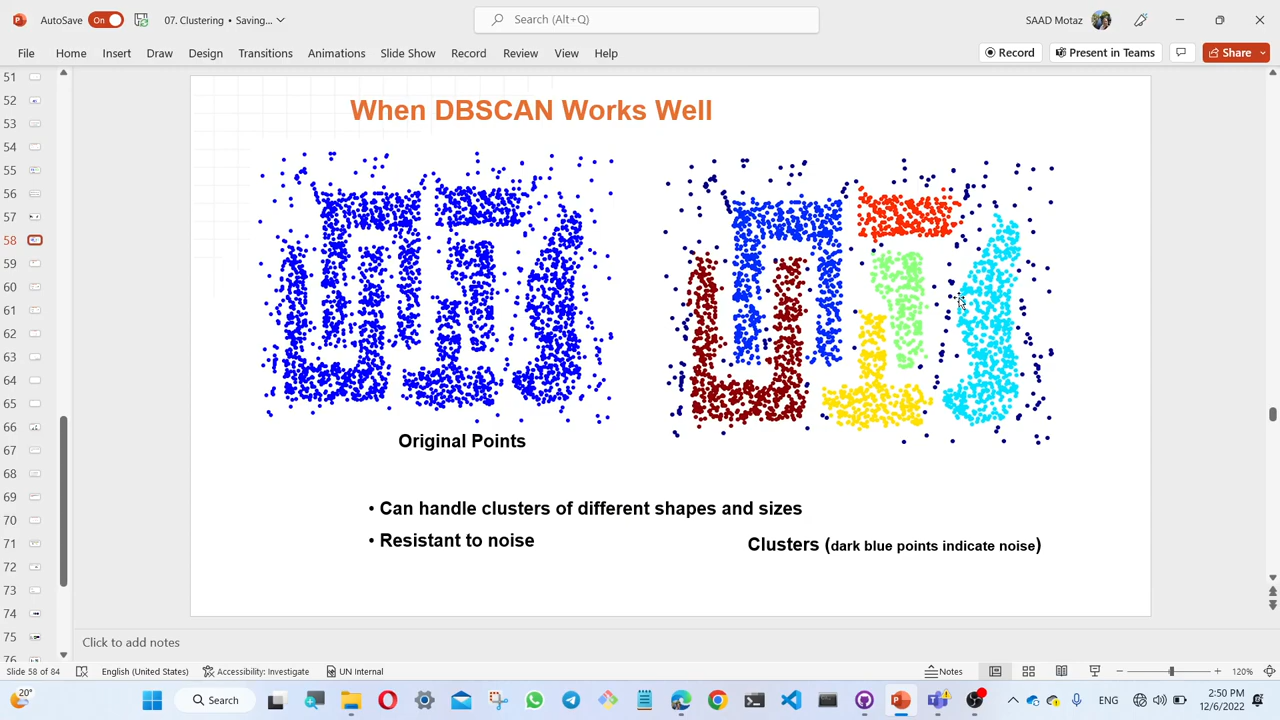 AutoSave On 07. Clustering • Saving... Search (Alt+Q) SAAD Motaz
File Home Insert Draw Design Transitions Animations Slide Show Record Review View Help Record Present in Teams Share
51
52
53
54
55
56
57
58
59
60
61
62
63
64
65
66
67
68
69
70
71
72
73
74
75
76
When DBSCAN Works Well
Original Points
• Can handle clusters of different shapes and sizes
• Resistant to noise
Clusters (dark blue points indicate noise)
Click to add notes
Slide 58 of 84 English (United States) Accessibility: Investigate UN Internal Notes 120%
20° Search ENG 2:50 PM
12/6/2022